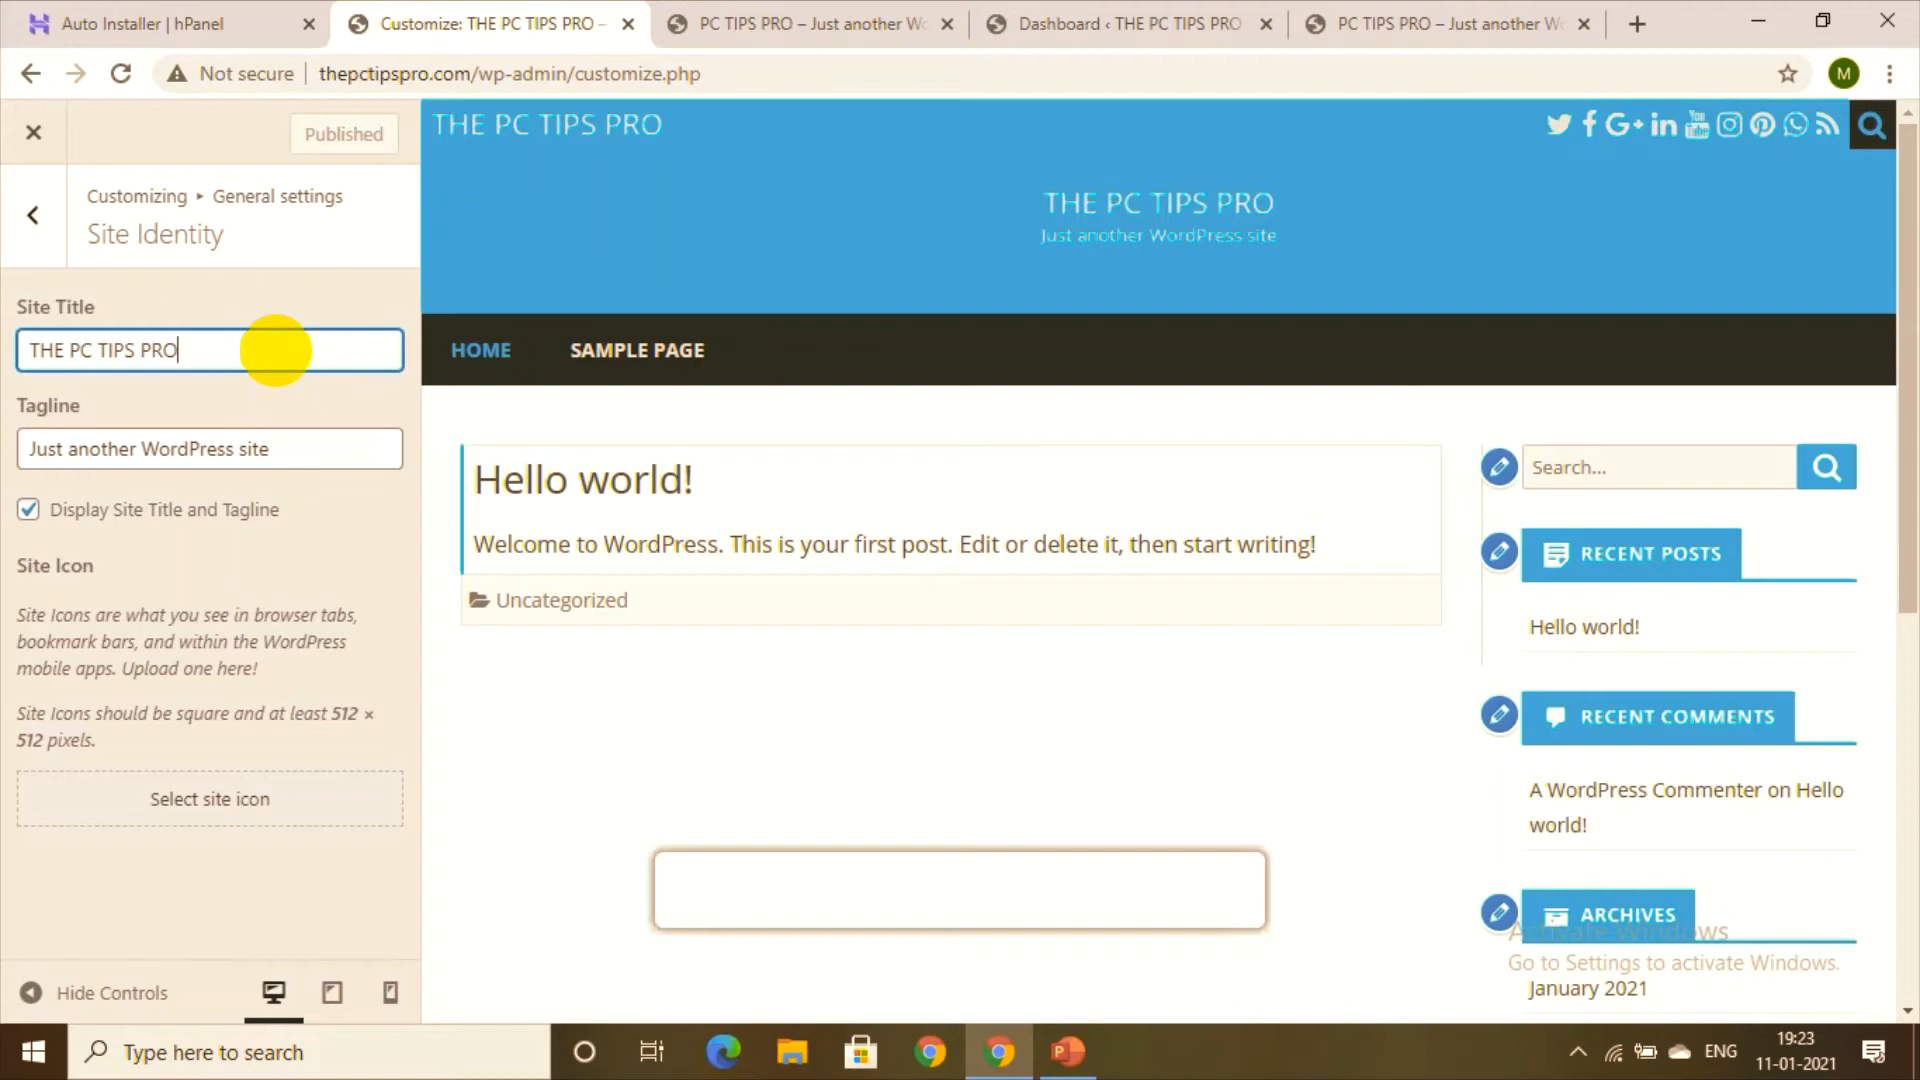 Auto Installer | hPanel
Customize: THE PC TIPS PRO –
PC TIPS PRO – Just another Wo
Dashboard ‹ THE PC TIPS PRO
PC TIPS PRO – Just another Wo
Not secure
thepctipspro.com/wp-admin/customize.php
M
Published
Customizing ▸ General settings
Site Identity
Site Title
THE PC TIPS PRO
Tagline
Just another WordPress site
Display Site Title and Tagline
Site Icon
Site Icons are what you see in browser tabs,
bookmark bars, and within the WordPress
mobile apps. Upload one here!
Site Icons should be square and at least 512 ×
512 pixels.
Select site icon
Hide Controls
THE PC TIPS PRO
THE PC TIPS PRO
Just another WordPress site
HOME
SAMPLE PAGE
Hello world!
Welcome to WordPress. This is your first post. Edit or delete it, then start writing!
Uncategorized
Search...
RECENT POSTS
Hello world!
RECENT COMMENTS
A WordPress Commenter on Hello
world!
ARCHIVES
Activate Windows
Go to Settings to activate Windows.
January 2021
Type here to search
ENG
19:23
11-01-2021